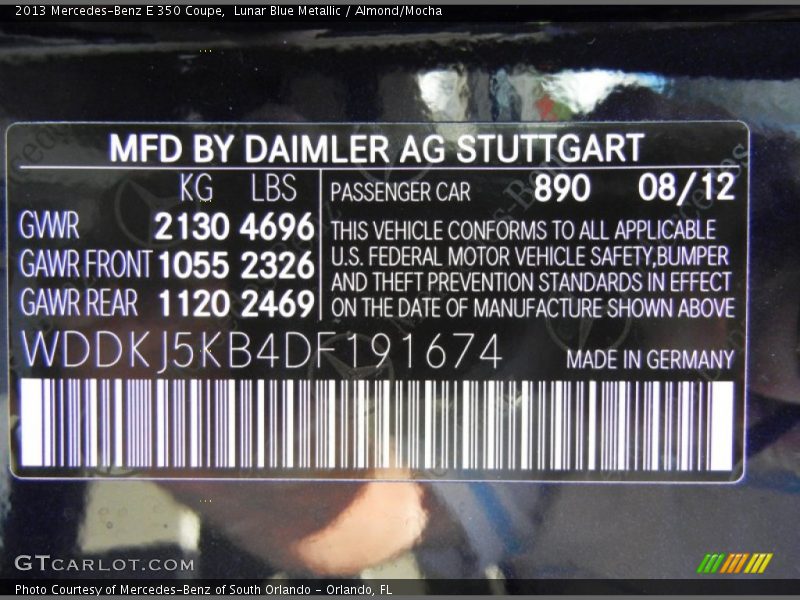 2013 Mercedes-Benz E 350 Coupe,  Lunar Blue Metallic / Almond/Mocha
MFD BY DAIMLER AG STUTTGART
KG LBS
GWR 2130 4696
GAWR FRONT 1055 2326
GAWR REAR 1120 2469
PASSENGER CAR 890 08/12
THIS VEHICLE CONFORMS TO ALL APPLICABLE
U.S. FEDERAL MOTOR VEHICLE SAFETY,BUMPER
AND THEFT PREVENTION STANDARDS IN EFFECT
ON THE DATE OF MANUFACTURE SHOWN ABOVE
WDDKJ5KB4DF191674
MADE IN GERMANY
GTCARLOT.COM
Photo Courtesy of Mercedes-Benz of South Orlando - Orlando, FL